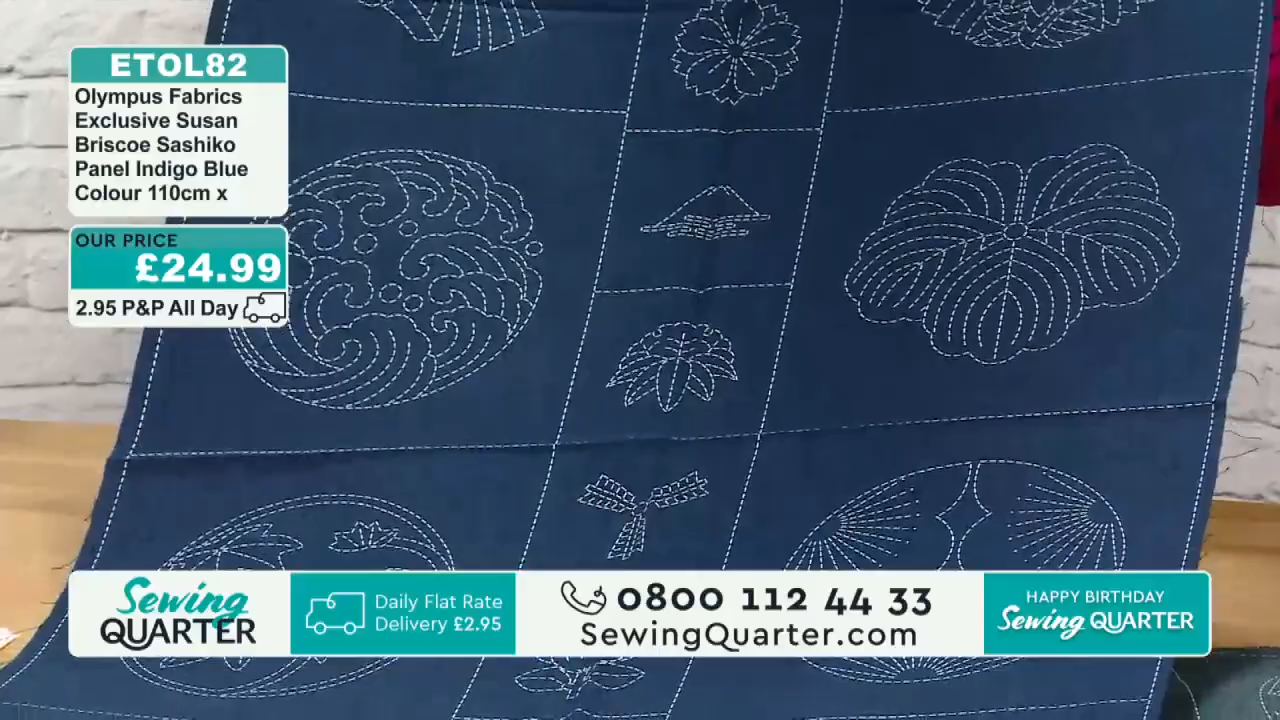 ETOL82
Olympus Fabrics
Exclusive Susan
Briscoe Sashiko
Panel Indigo Blue
Colour 110cm x
OUR PRICE
£24.99
2.95 P&P All Day
Sewing
QUARTER
Daily Flat Rate
Delivery £2.95
0800 112 44 33
SewingQuarter.com
HAPPY BIRTHDAY
Sewing QUARTER